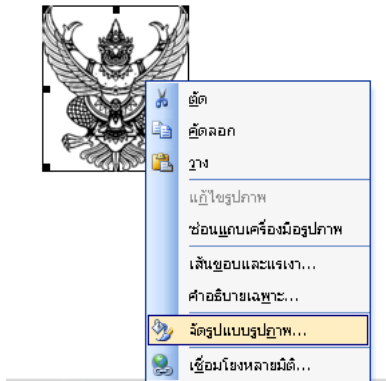 ตัด
คัดลอก
วาง
แก้ไขรูปภาพ
ซ่อนแถบเครื่องมือรูปภาพ
เส้นขอบและแรเงา...
คำอธิบายเฉพาะ...
จัดรูปแบบรูปภาพ...
เชื่อมโยงหลายมิติ...